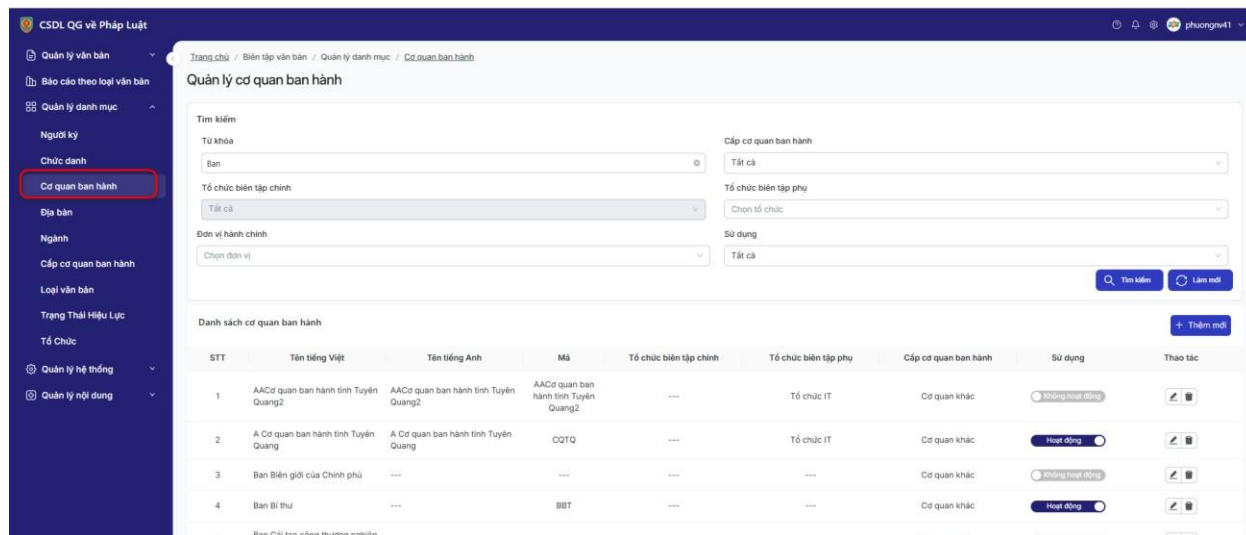 CSDL QG về Pháp Luật
phuongnv41
Quản lý văn bản
Báo cáo theo loại văn bản
Quản lý danh mục
Người ký
Chức danh
Cơ quan ban hành
Địa bàn
Ngành
Cấp cơ quan ban hành
Loại văn bản
Trạng Thái Hiệu Lực
Tổ Chức
Quản lý hệ thống
Quản lý nội dung
Trang chủ / Biên tập văn bản / Quản lý danh mục / Cơ quan ban hành
Quản lý cơ quan ban hành
Tìm kiếm
Từ khóa
Cấp cơ quan ban hành
Ban
Tất cả
Tổ chức biên tập chính
Tổ chức biên tập phụ
Tất cả
Chọn tổ chức
Đơn vị hành chính
Sử dụng
Chọn đơn vị
Tất cả
Tìm kiếm
Làm mới
Danh sách cơ quan ban hành
+ Thêm mới
STT Tên tiếng Việt Tên tiếng Anh Mã Tổ chức biên tập chính Tổ chức biên tập phụ Cấp cơ quan ban hành Sử dụng Thao tác
1 AACơ quan ban hành tỉnh Tuyên Quang2 AACơ quan ban hành tỉnh Tuyên Quang2 AACơ quan ban hành tỉnh Tuyên Quang2 --- Tổ chức IT Cơ quan khác Không hoạt động
2 A Cơ quan ban hành tỉnh Tuyên Quang A Cơ quan ban hành tỉnh Tuyên Quang CQTQ --- Tổ chức IT Cơ quan khác Hoạt động
3 Ban Biên giới của Chính phủ --- --- --- --- Cơ quan khác Không hoạt động
4 Ban Bí thư --- BBT --- --- Cơ quan khác Hoạt động